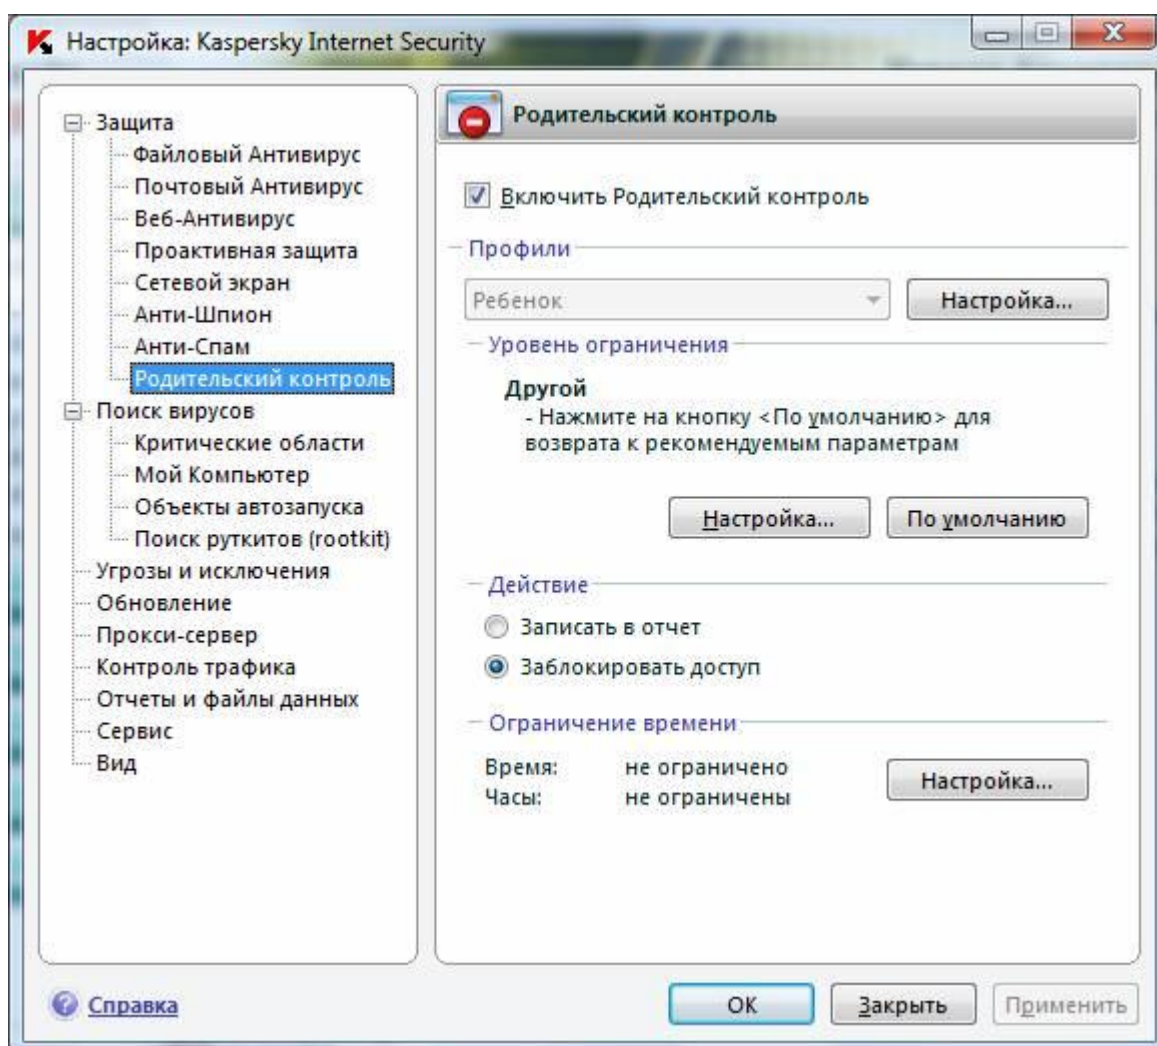 Настройка: Kaspersky Internet Security
Защита
Файловый Антивирус
Почтовый Антивирус
Веб-Антивирус
Проактивная защита
Сетевой экран
Анти-Шпион
Анти-Спам
Родительский контроль
Поиск вирусов
Критические области
Мой Компьютер
Объекты автозапуска
Поиск руткитов (rootkit)
Угрозы и исключения
Обновление
Прокси-сервер
Контроль трафика
Отчеты и файлы данных
Сервис
Вид
Родительский контроль
Включить Родительский контроль
Профили
Ребенок
Настройка...
Уровень ограничения
Другой
- Нажмите на кнопку <По умолчанию> для
возврата к рекомендуемым параметрам
Настройка...
По умолчанию
Действие
Записать в отчет
Заблокировать доступ
Ограничение времени
Время: не ограничено
Часы: не ограничены
Настройка...
Справка
ОК
Закрыть
Применить